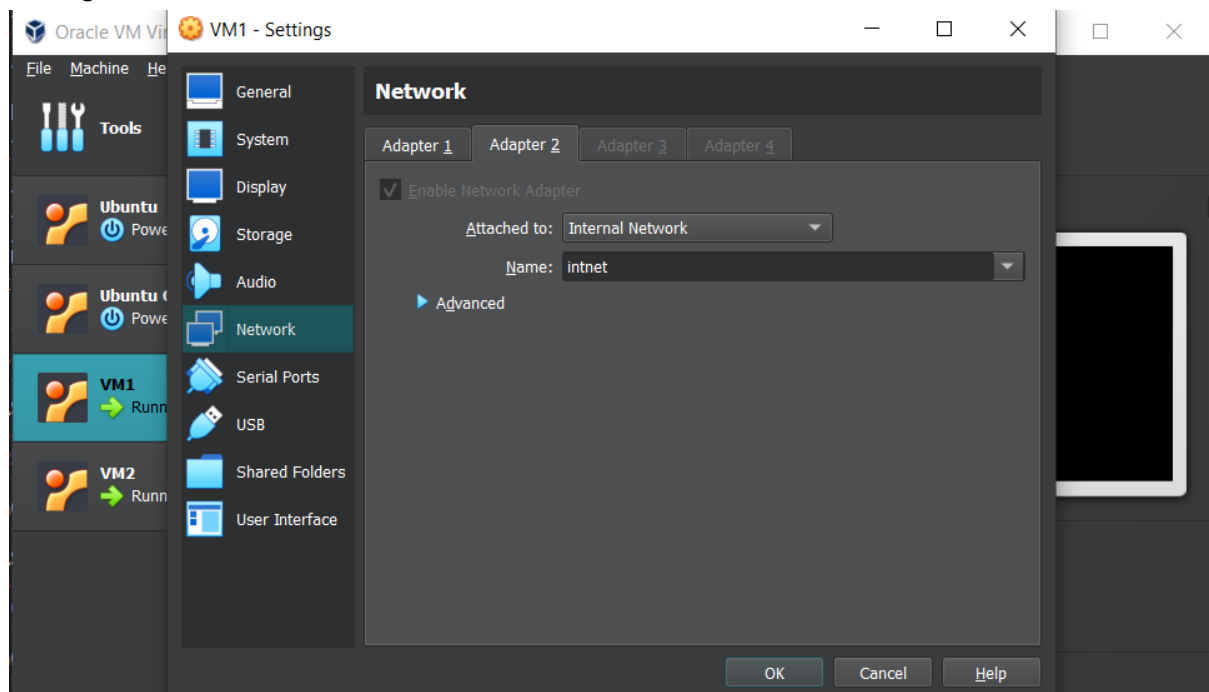 Oracle VM Vir
VM1 - Settings
File Machine He
Tools
Ubuntu
Powe
Ubuntu (
Powe
VM1
Runn
VM2
Runn
General
System
Display
Storage
Audio
Network
Serial Ports
USB
Shared Folders
User Interface
Network
Adapter 1 Adapter 2 Adapter 3 Adapter 4
Enable Network Adapter
Attached to: Internal Network
Name: intnet
Advanced
OK Cancel Help